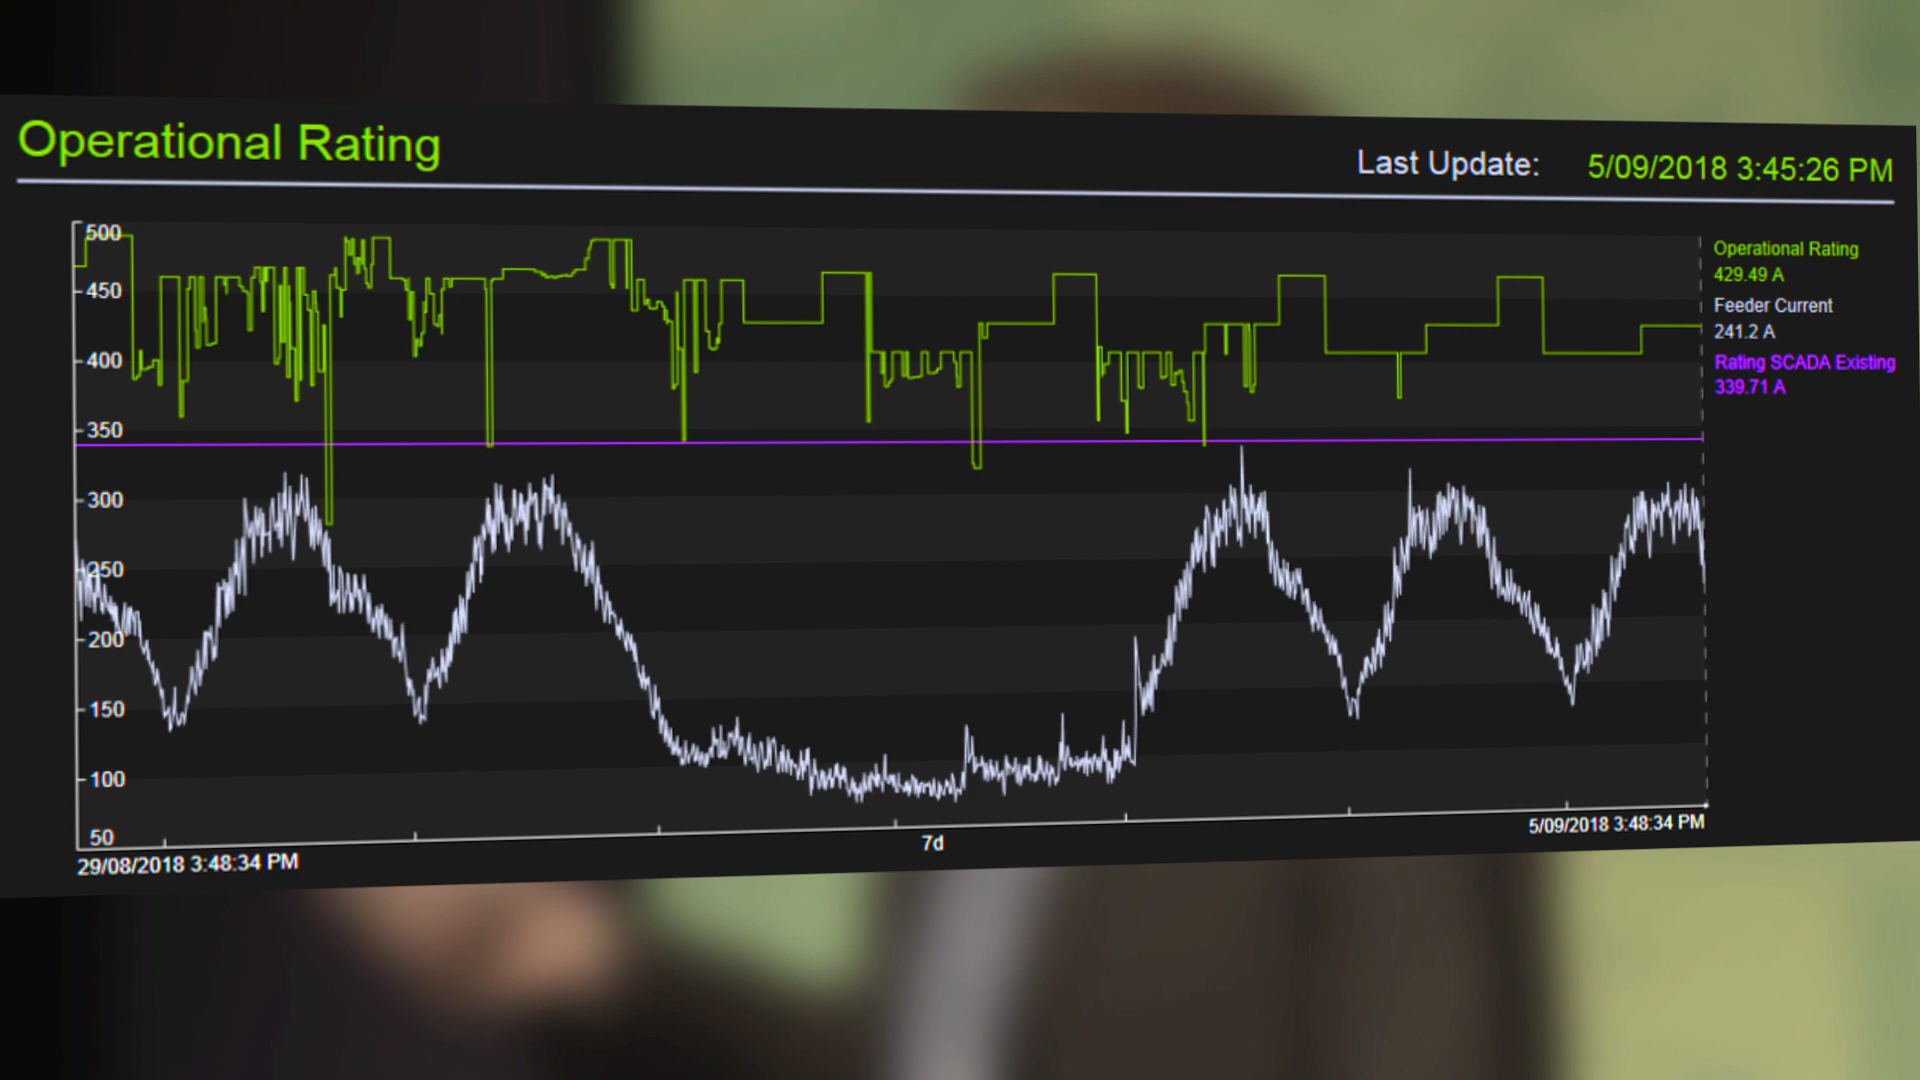 Operational Rating
Last Update: 5/09/2018 3:45:26 PM
500
450
400
350
300
250
200
150
100
50
Operational Rating
429.49 A
Feeder Current
241.2 A
Rating SCADA Existing
339.71 A
29/08/2018 3:48:34 PM
7d
5/09/2018 3:48:34 PM